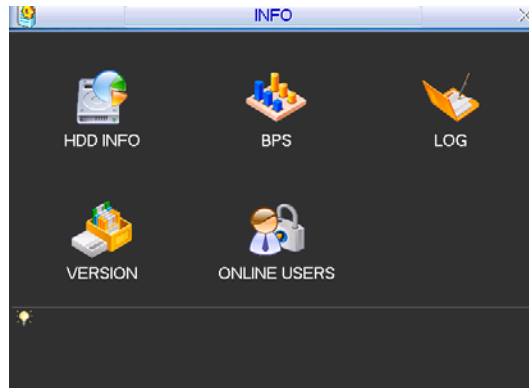 INFO
HDD INFO
BPS
LOG
VERSION
ONLINE USERS